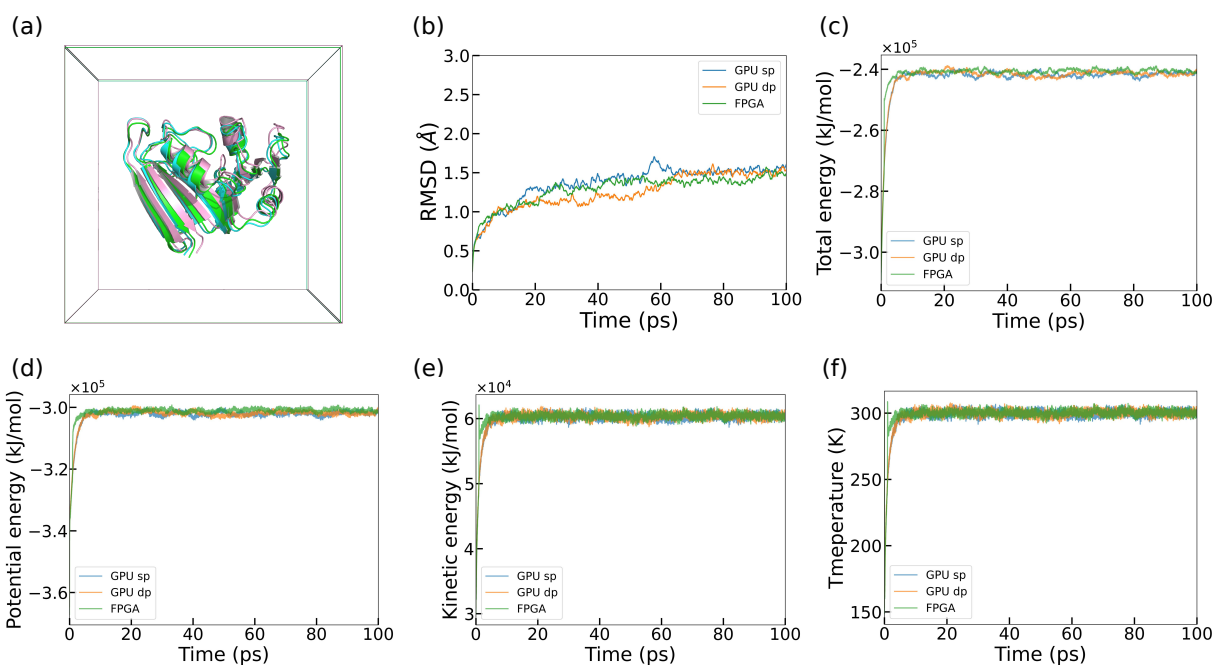 (a)
(b)
3.0
2.5
2.0
1.5
1.0
0.5
0.0
RMSD (Å)
GPU sp
GPU dp
FPGA
0 20 40 60 80 100
Time (ps)
(c)
×10⁵
−2.4
−2.6
−2.8
−3.0
Total energy (kJ/mol)
GPU sp
GPU dp
FPGA
0 20 40 60 80 100
Time (ps)
(d)
×10⁵
−3.0
−3.2
−3.4
−3.6
Potential energy (kJ/mol)
GPU sp
GPU dp
FPGA
0 20 40 60 80 100
Time (ps)
(e)
×10⁴
6
5
4
3
Kinetic energy (kJ/mol)
GPU sp
GPU dp
FPGA
0 20 40 60 80 100
Time (ps)
(f)
300
250
200
150
Tmeperature (K)
GPU sp
GPU dp
FPGA
0 20 40 60 80 100
Time (ps)